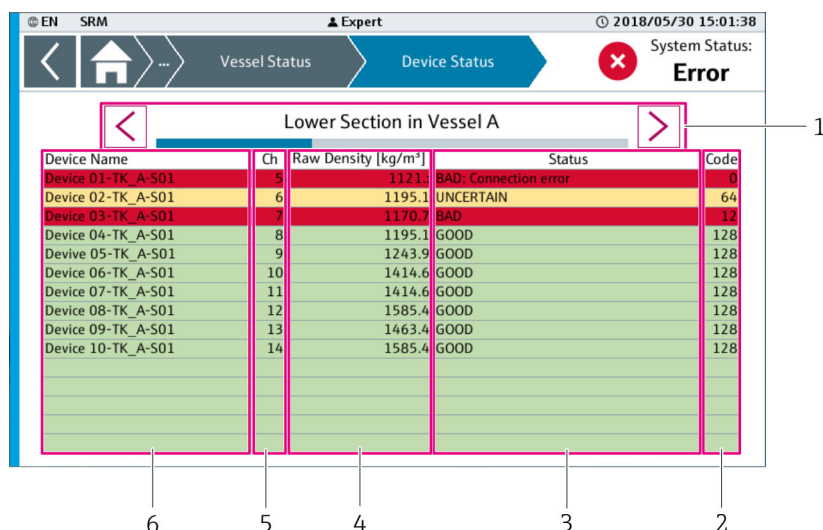 EN SRM Expert 2018/05/30 15:01:38
... Vessel Status Device Status System Status:
Error
Lower Section in Vessel A
1
Device Name Ch Raw Density [kg/m³] Status Code
Device 01-TK_A-S01 5 1121.: BAD: Connection error 0
Device 02-TK_A-S01 6 1195.1 UNCERTAIN 64
Device 03-TK_A-S01 7 1170.7 BAD 12
Device 04-TK_A-S01 8 1195.1 GOOD 128
Devive 05-TK_A-S01 9 1243.9 GOOD 128
Device 06-TK_A-S01 10 1414.6 GOOD 128
Device 07-TK_A-S01 11 1414.6 GOOD 128
Device 08-TK_A-S01 12 1585.4 GOOD 128
Device 09-TK_A-S01 13 1463.4 GOOD 128
Device 10-TK_A-S01 14 1585.4 GOOD 128
6 5 4 3 2